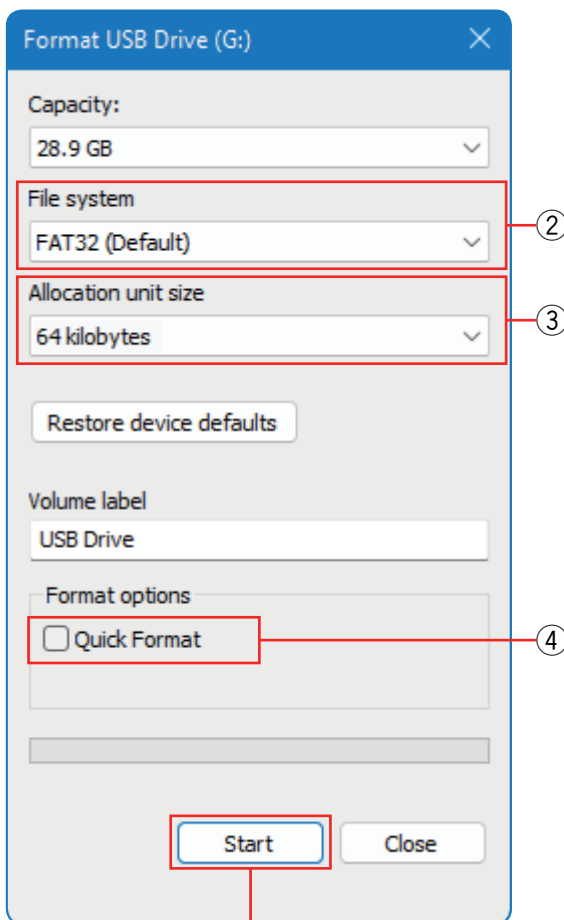 Format USB Drive (G:)
Capacity:
28.9 GB
File system
FAT32 (Default)
②
Allocation unit size
64 kilobytes
③
Restore device defaults
Volume label
USB Drive
Format options
Quick Format
④
Start Close